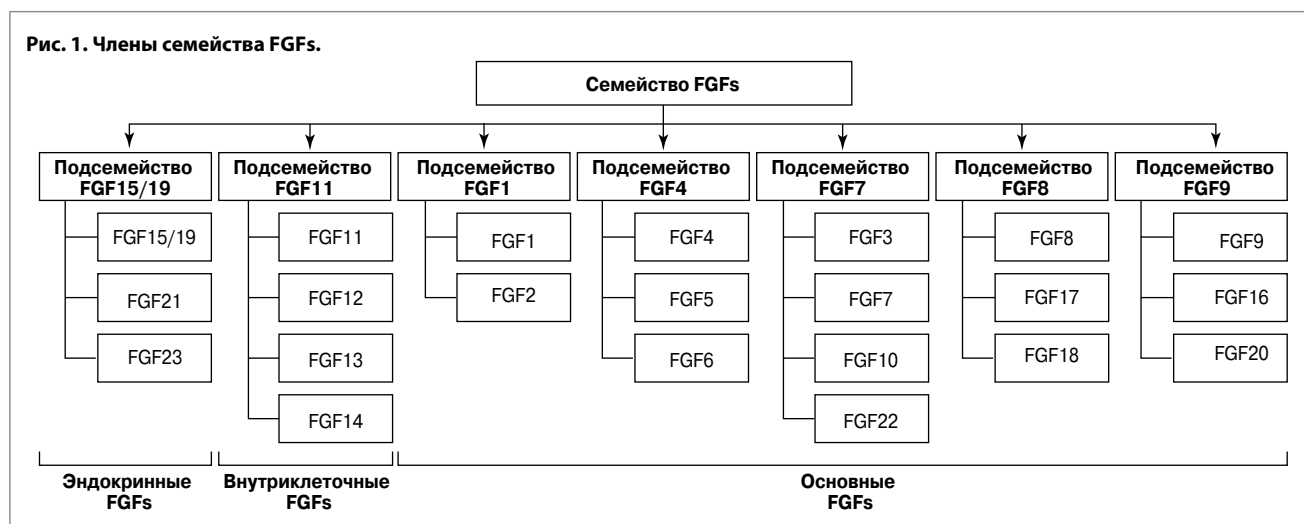 Рис. 1. Члены семейства FGFs.
Семейство FGFs
Подсемейство
FGF15/19
FGF15/19
FGF21
FGF23
Подсемейство
FGF11
FGF11
FGF12
FGF13
FGF14
Подсемейство
FGF1
FGF1
FGF2
Подсемейство
FGF4
FGF4
FGF5
FGF6
Подсемейство
FGF7
FGF3
FGF7
FGF10
FGF22
Подсемейство
FGF8
FGF8
FGF17
FGF18
Подсемейство
FGF9
FGF9
FGF16
FGF20
Эндокринные
FGFs
Внутриклеточные
FGFs
Основные
FGFs